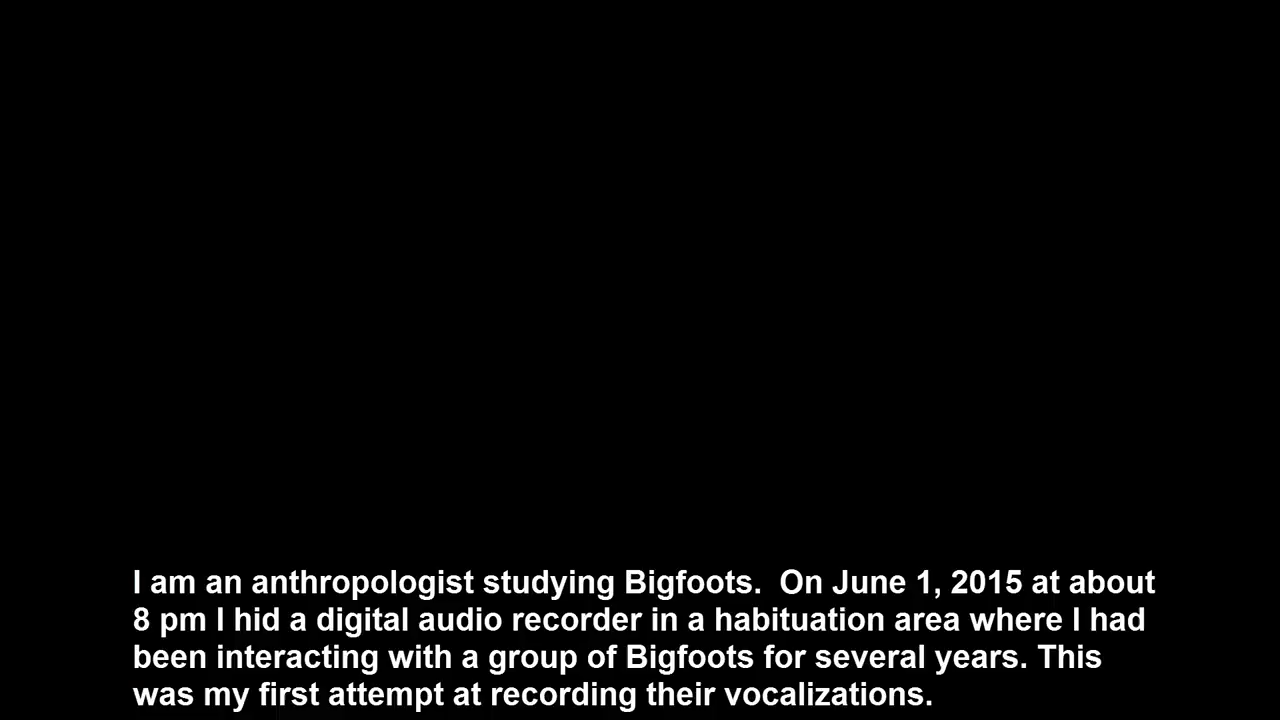 I am an anthropologist studying Bigfoots.  On June 1, 2015 at about
8 pm I hid a digital audio recorder in a habituation area where I had
been interacting with a group of Bigfoots for several years. This
was my first attempt at recording their vocalizations.